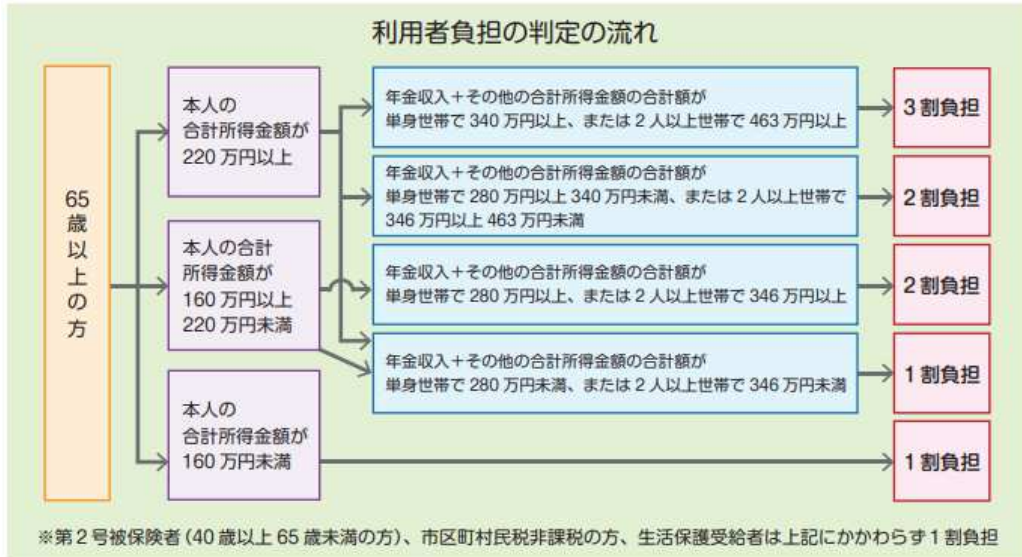 利用者負担の判定の流れ
65歳以上の方
本人の
合計所得金額が
220万円以上
年金収入+その他の合計所得金額の合計額が
単身世帯で340万円以上、または2人以上世帯で463万円以上
3割負担
年金収入+その他の合計所得金額の合計額が
単身世帯で280万円以上340万円未満、または2人以上世帯で
346万円以上463万円未満
2割負担
本人の合計
所得金額が
160万円以上
220万円未満
年金収入+その他の合計所得金額の合計額が
単身世帯で280万円以上、または2人以上世帯で346万円以上
2割負担
年金収入+その他の合計所得金額の合計額が
単身世帯で280万円未満、または2人以上世帯で346万円未満
1割負担
本人の
合計所得金額が
160万円未満
1割負担
※第2号被保険者(40歳以上65歳未満の方)、市区町村民税非課税の方、生活保護受給者は上記にかかわらず1割負担